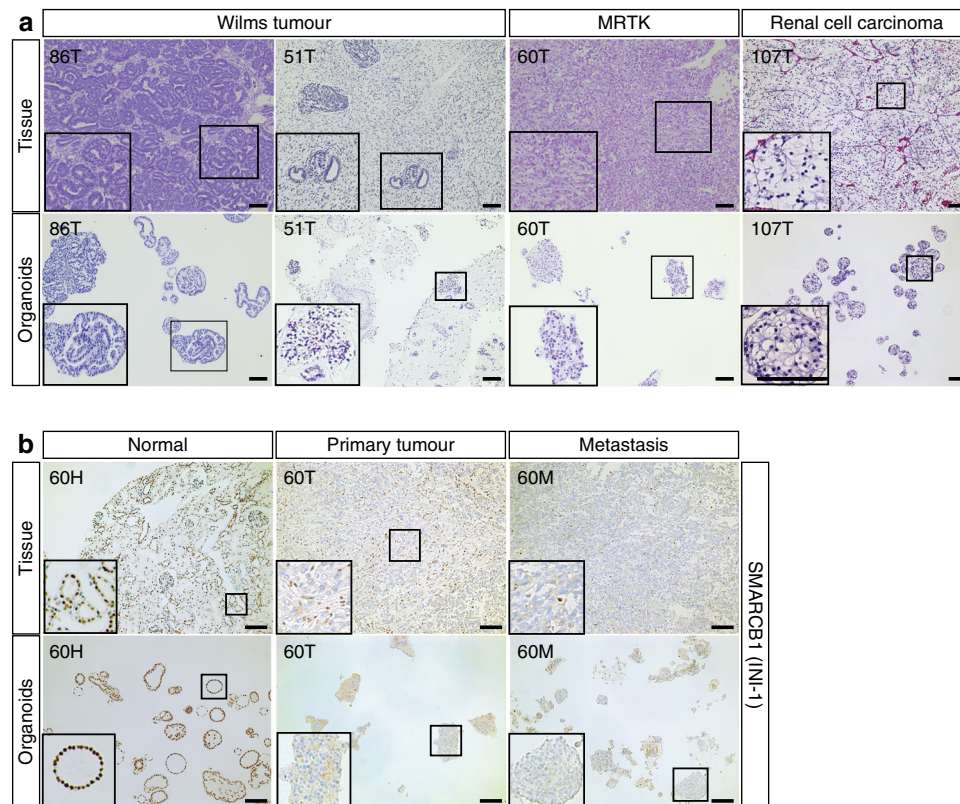 a
Wilms tumour
MRTK
Renal cell carcinoma
Tissue
86T
51T
60T
107T
Organoids
86T
51T
60T
107T
b
Normal
Primary tumour
Metastasis
Tissue
60H
60T
60M
SMARCB1 (INI-1)
Organoids
60H
60T
60M